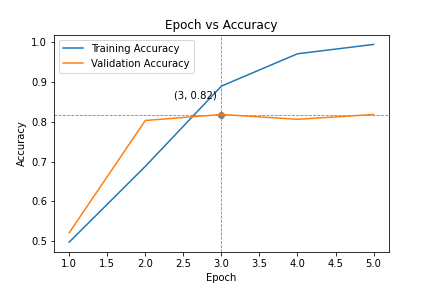 Epoch vs Accuracy
Training Accuracy
Validation Accuracy
(3, 0.82)
Accuracy
1.0
0.9
0.8
0.7
0.6
0.5
1.0 1.5 2.0 2.5 3.0 3.5 4.0 4.5 5.0
Epoch